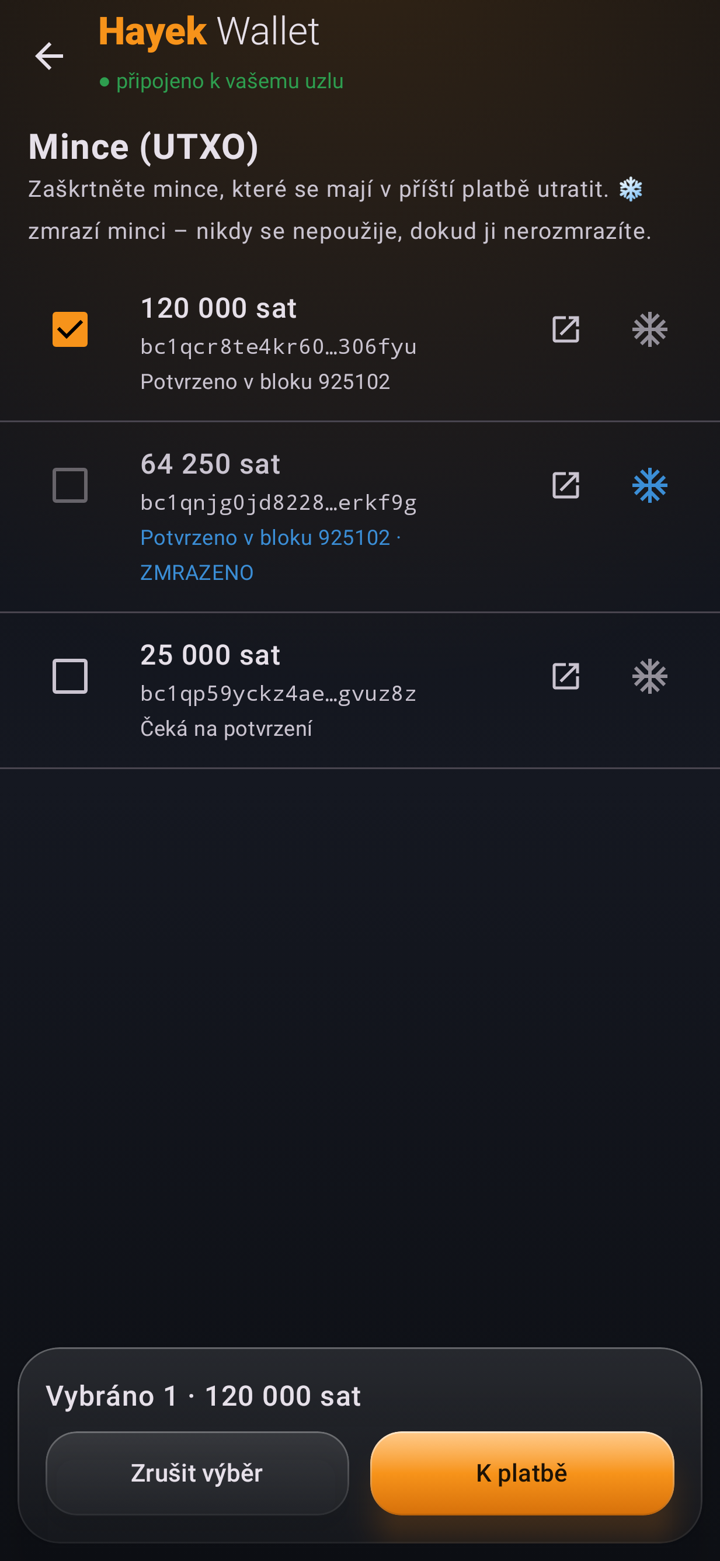 Hayek Wallet
● připojeno k vašemu uzlu
Mince (UTXO)
Zaškrtněte mince, které se mají v příští platbě utratit. ❄️
zmrazí minci – nikdy se nepoužije, dokud ji nerozmrazíte.
120 000 sat
bc1qcr8te4kr60…306fyu
Potvrzeno v bloku 925102
64 250 sat
bc1qnjg0jd8228…erkf9g
Potvrzeno v bloku 925102 ·
ZMRAZENO
25 000 sat
bc1qp59yckz4ae…gvuz8z
Čeká na potvrzení
Vybráno 1 · 120 000 sat
Zrušit výběr
K platbě